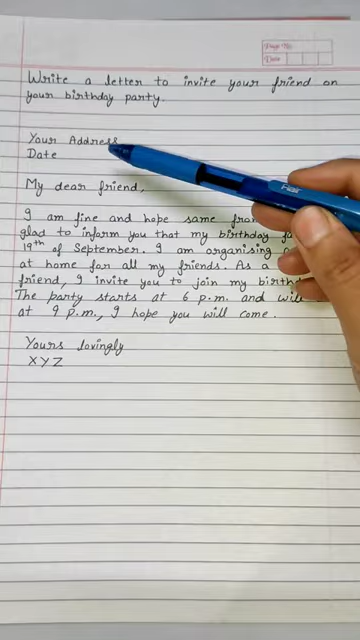 Page No.
Date
Write a letter to invite your friend on
your birthday party.
Your Address
Date
My dear friend,
I am fine and hope same from
glad to inform you that my birthday
19th of September. I am organising
at home for all my friends. As a
friend, I invite you to join my
The party starts at 6 p.m. and will
at 9 p.m., I hope you will come.
Yours lovingly
XYZ
Flair